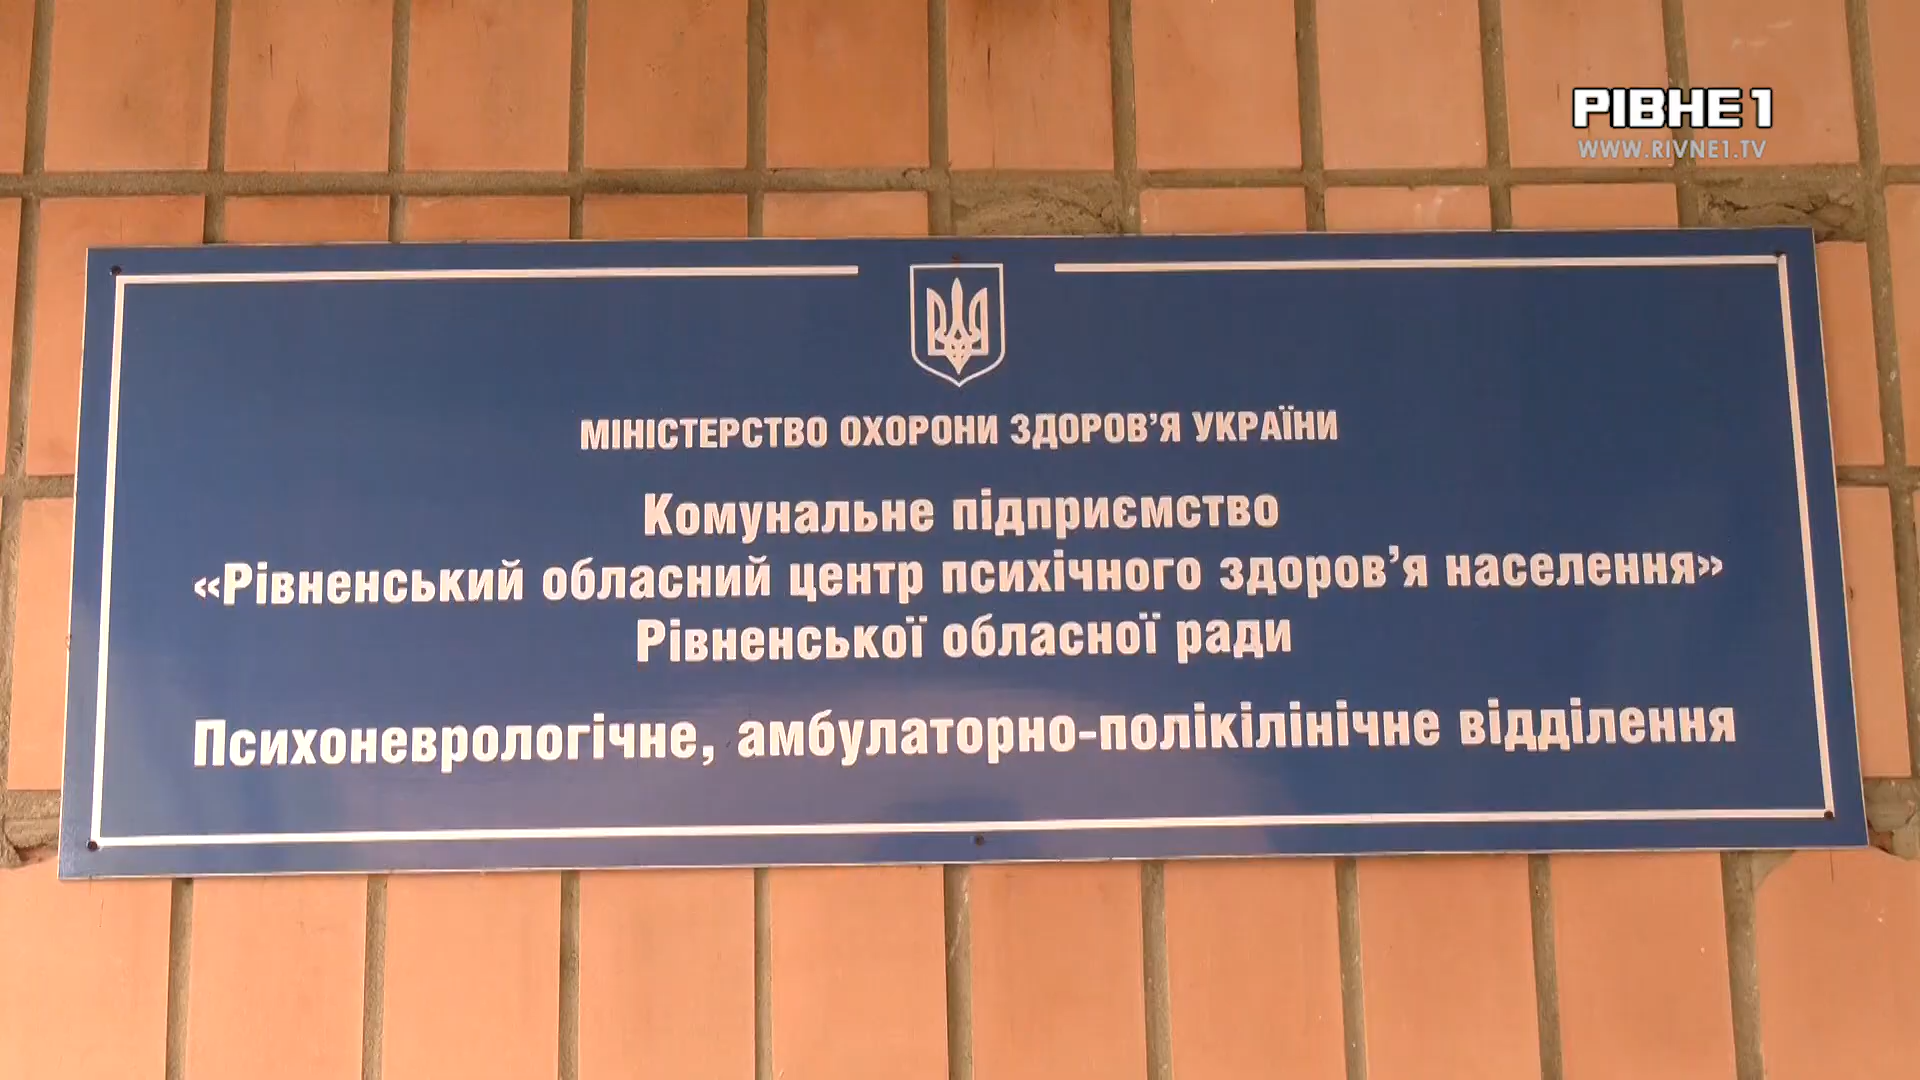 РІВНЕ 1
WWW.RIVNE1.TV
МІНІСТЕРСТВО ОХОРОНИ ЗДОРОВ’Я УКРАЇНИ
Комунальне підприємство
«Рівненський обласний центр психічного здоров’я населення»
Рівненської обласної ради
Психоневрологічне, амбулаторно-полікілінічне відділення